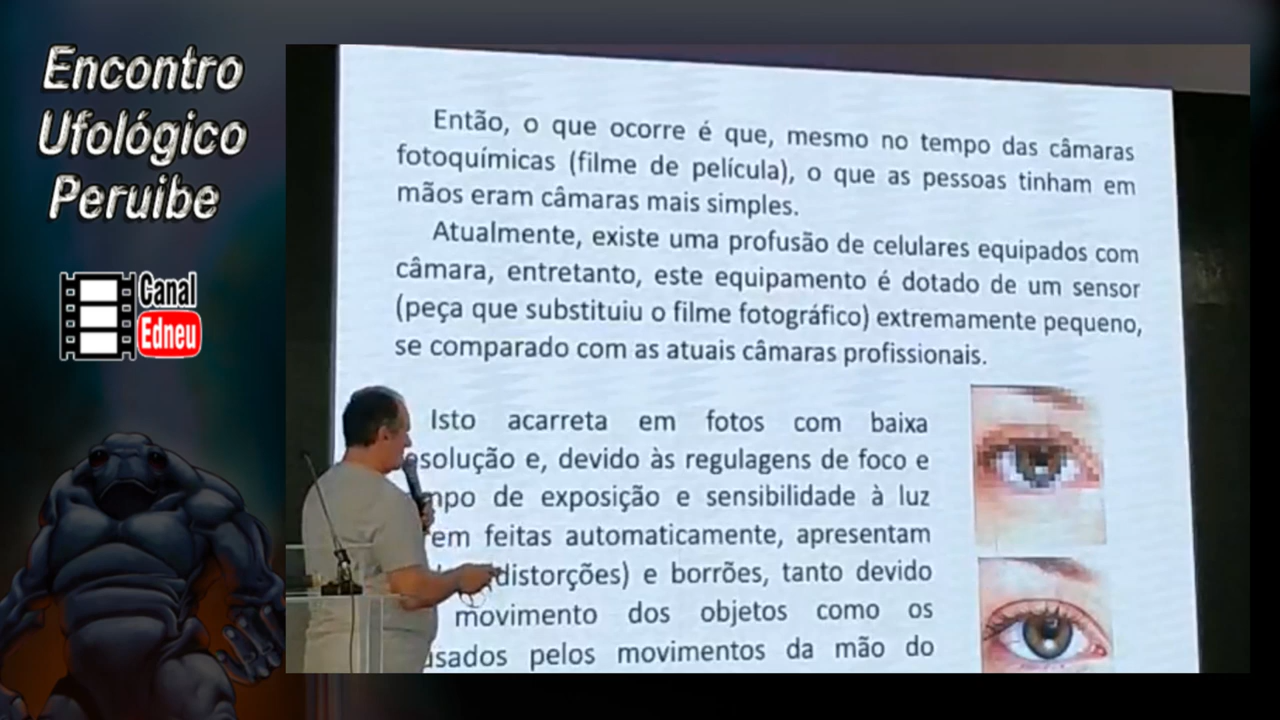 Encontro
Ufológico
Peruibe
Canal
Edneu
Então, o que ocorre é que, mesmo no tempo das câmaras
fotoquímicas (filme de película), o que as pessoas tinham em
mãos eram câmaras mais simples.
Atualmente, existe uma profusão de celulares equipados com
câmara, entretanto, este equipamento é dotado de um sensor
(peça que substituiu o filme fotográfico) extremamente pequeno,
se comparado com as atuais câmaras profissionais.
Isto acarreta em fotos com baixa
esolução e, devido às regulagens de foco e
mpo de exposição e sensibilidade à luz
em feitas automaticamente, apresentam
distorções) e borrões, tanto devido
movimento dos objetos como os
usados pelos movimentos da mão do